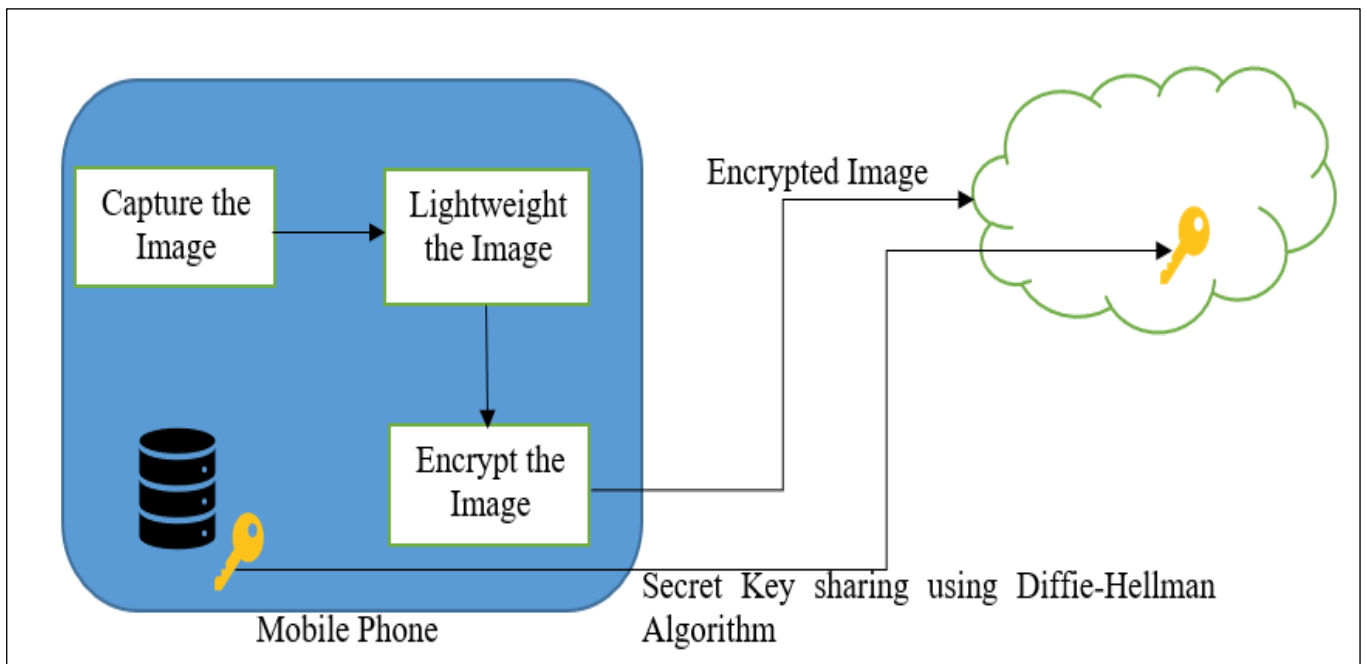 Capture the
Image
Lightweight
the Image
Encrypted Image
Encrypt the
Image
Secret Key sharing using Diffie-Hellman
Algorithm
Mobile Phone